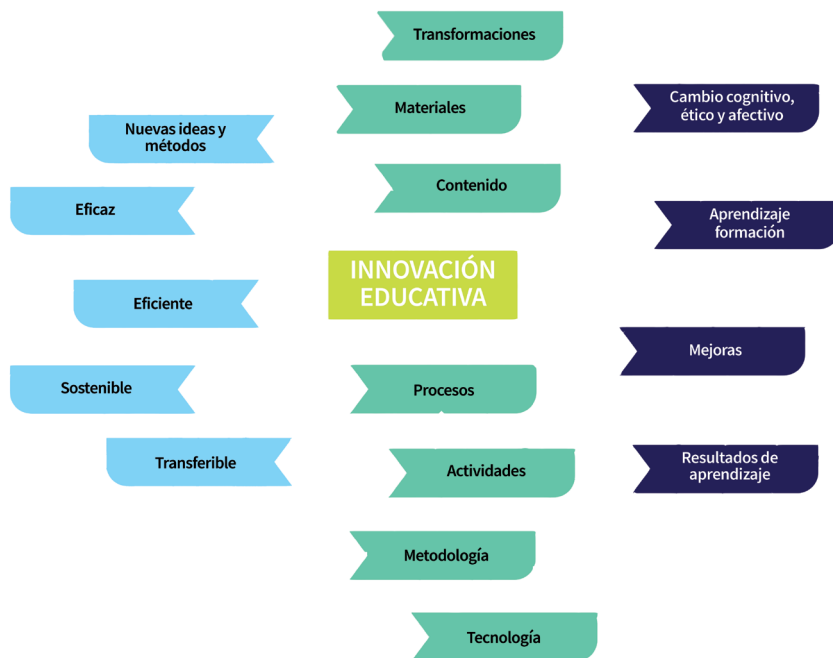 Transformaciones
Materiales
Contenido
Nuevas ideas y
métodos
Eficaz
Eficiente
Sostenible
Transferible
INNOVACIÓN
EDUCATIVA
Procesos
Actividades
Metodología
Tecnología
Cambio cognitivo,
ético y afectivo
Aprendizaje
formación
Mejoras
Resultados de
aprendizaje